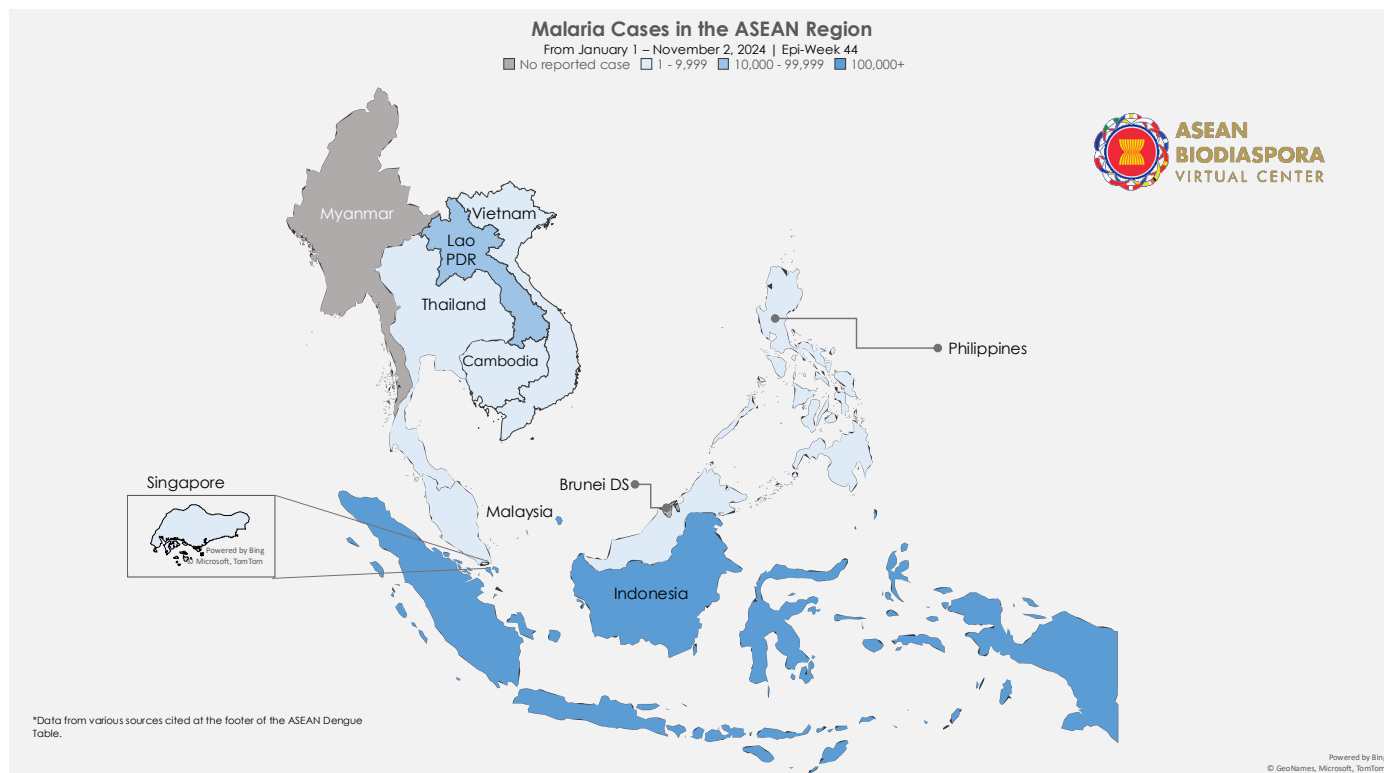 Malaria Cases in the ASEAN Region
From January 1 – November 2, 2024 | Epi-Week 44
No reported case 1 - 9,999 10,000 - 99,999 100,000+
ASEAN
BIODIASPORA
VIRTUAL CENTER
Myanmar
Vietnam
Lao
PDR
Thailand
Cambodia
Philippines
Singapore
Brunei DS
Malaysia
Powered by Bing
© Microsoft, TomTom
Indonesia
*Data from various sources cited at the footer of the ASEAN Dengue
Table.
Powered by Bing
© GeoNames, Microsoft, TomTom